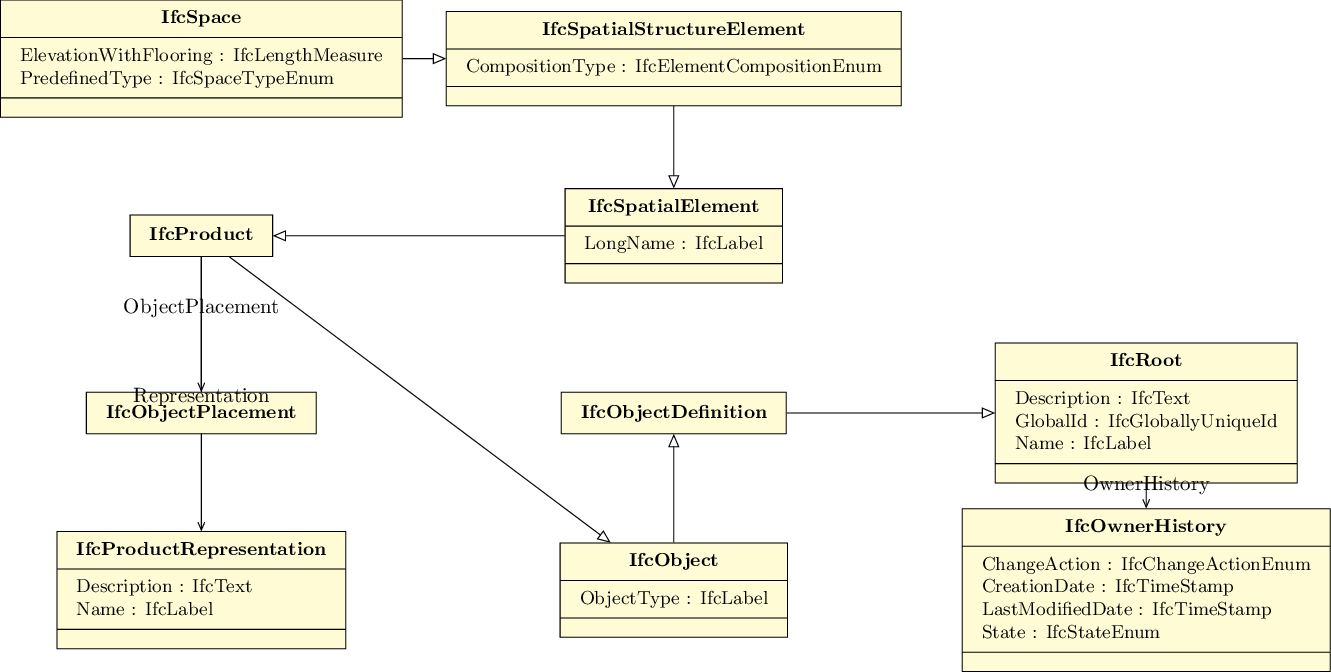 IfcSpace
ElevationWithFlooring : IfcLengthMeasure
PredefinedType : IfcSpaceTypeEnum
IfcSpatialStructureElement
CompositionType : IfcElementCompositionEnum
IfcSpatialElement
LongName : IfcLabel
IfcProduct
ObjectPlacement
Representation
IfcObjectPlacement
IfcObjectDefinition
IfcRoot
Description : IfcText
GlobalId : IfcGloballyUniqueId
Name : IfcLabel
OwnerHistory
IfcProductRepresentation
Description : IfcText
Name : IfcLabel
IfcObject
ObjectType : IfcLabel
IfcOwnerHistory
ChangeAction : IfcChangeActionEnum
CreationDate : IfcTimeStamp
LastModifiedDate : IfcTimeStamp
State : IfcStateEnum